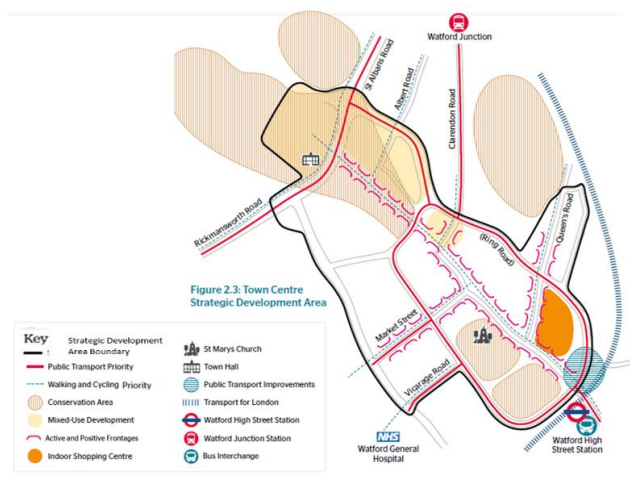 Watford Junction
St Albans Road
Albert Road
Clarendon Road
Rickmansworth Road
(Ring Road)
Queen's Road
Figure 2.3: Town Centre
Strategic Development Area
Market Street
Vicarage Road
NHS
Watford General
Hospital
Watford High
Street Station
Key
Strategic Development
Area Boundary
Public Transport Priority
Walking and Cycling Priority
Conservation Area
Mixed-Use Development
Active and Positive Frontages
Indoor Shopping Centre
St Marys Church
Town Hall
Public Transport Improvements
Transport for London
Watford High Street Station
Watford Junction Station
Bus Interchange